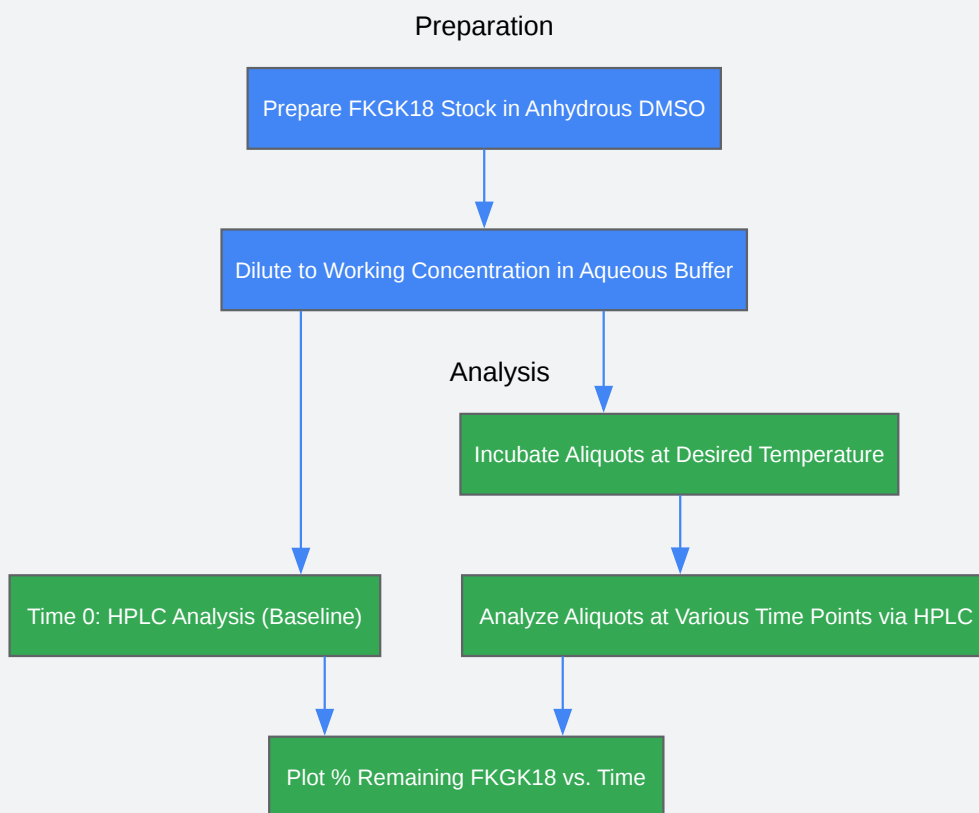 Preparation
Prepare FKGK18 Stock in Anhydrous DMSO
Dilute to Working Concentration in Aqueous Buffer
Analysis
Incubate Aliquots at Desired Temperature
Time 0: HPLC Analysis (Baseline)
Analyze Aliquots at Various Time Points via HPLC
Plot % Remaining FKGK18 vs. Time